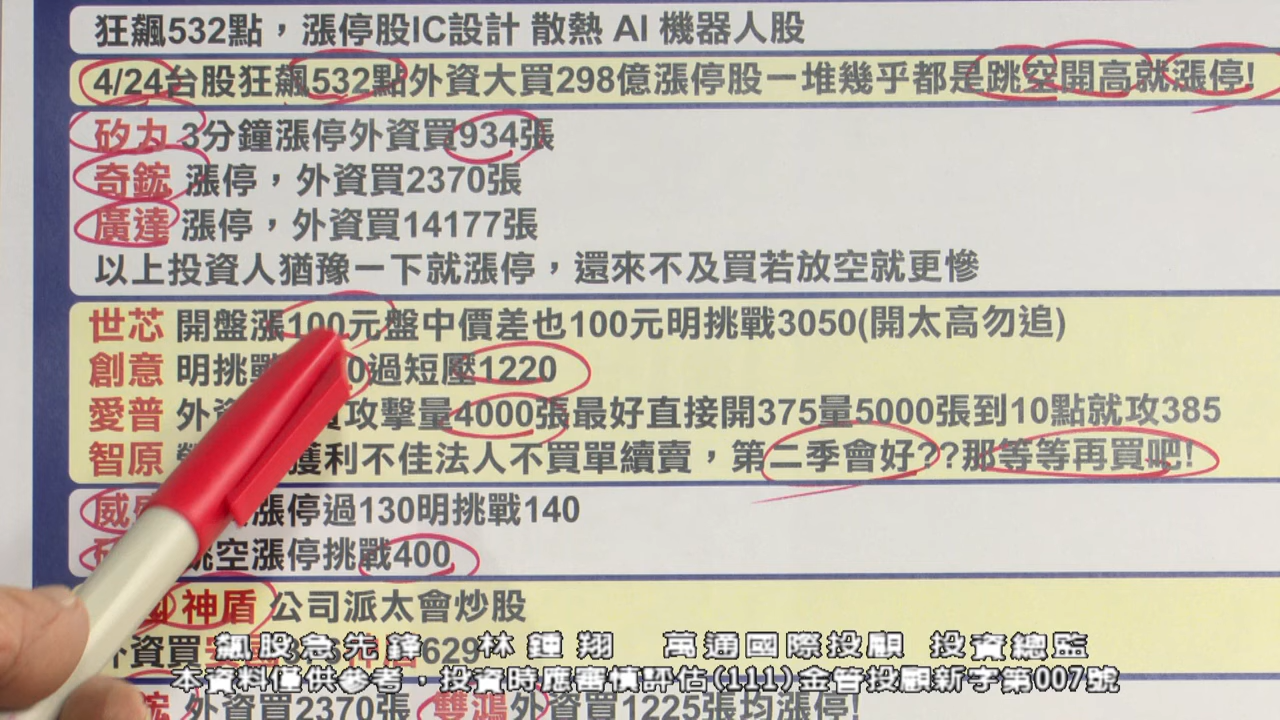 狂飆532點，漲停股IC設計 散熱 AI 機器人股
4/24台股狂飆532點外資大買298億漲停股一堆幾乎都是跳空開高就漲停!
矽力 3分鐘漲停外資買934張
奇鋐 漲停，外資買2370張
廣達 漲停，外資買14177張
以上投資人猶豫一下就漲停，還來不及買若放空就更慘
世芯 開盤漲100元盤中價差也100元明挑戰3050(開太高勿追)
創意 明挑戰 0過短壓1220
愛普 外資 攻擊量4000張最好直接開375量5000張到10點就攻385
智原 獲利不佳法人不買單續賣，第二季會好??那等等再買吧!
威 漲停過130明挑戰140
跳空漲停挑戰400
神盾 公司派太會炒股
外資買 629
飆股急先鋒 林鍾翔 萬通國際投顧 投資總監
本資料僅供參考，投資時應審慎評估(111)金管投顧新字第007號
鋐 外資買2370張 雙鴻外資買1225張均漲停!